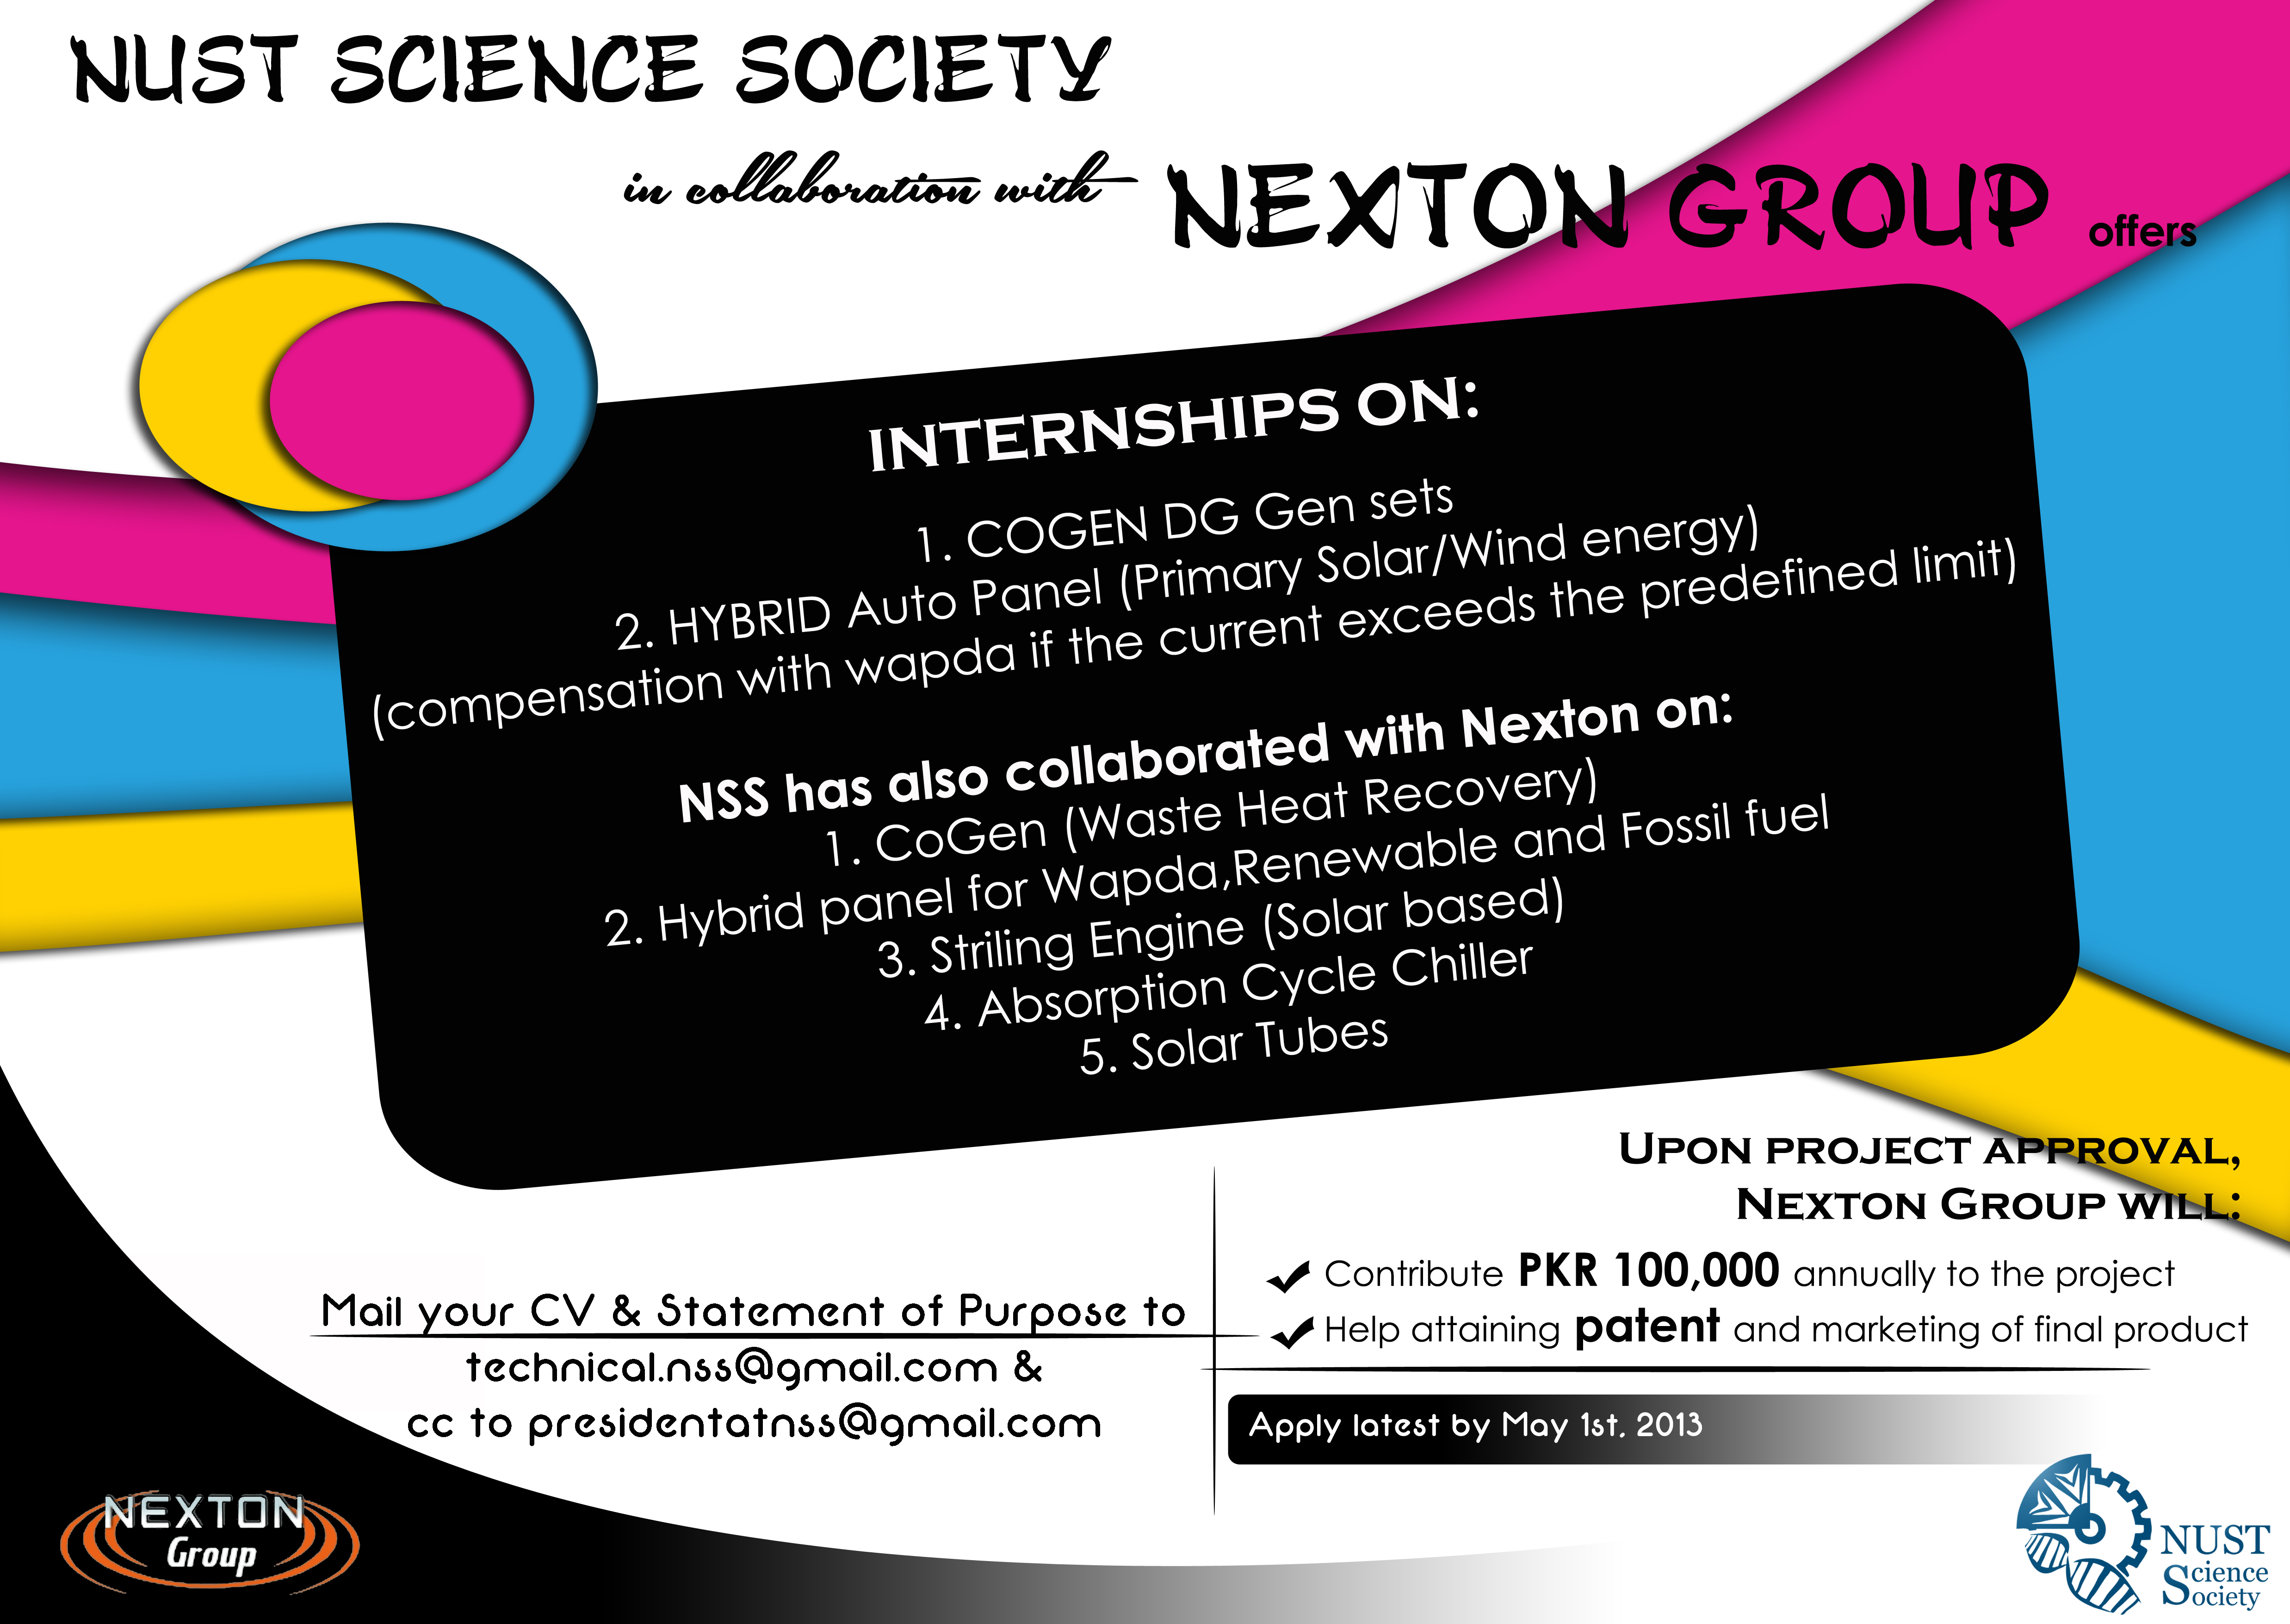 NUST SCIENCE SOCIETY
in collaboration with NEXTON GROUP offers
INTERNSHIPS ON:
1. COGEN DG Gen sets
2. HYBRID Auto Panel (Primary Solar/Wind energy)
(compensation with wapda if the current exceeds the predefined limit)
NSS has also collaborated with Nexton on:
1. CoGen (Waste Heat Recovery)
2. Hybrid panel for Wapda,Renewable and Fossil fuel
3. Striling Engine (Solar based)
4. Absorption Cycle Chiller
5. Solar Tubes
Mail your CV & Statement of Purpose to
technical.nss@gmail.com &
cc to presidentatnss@gmail.com
UPON PROJECT APPROVAL,
NEXTON GROUP WILL:
Contribute PKR 100,000 annually to the project
Help attaining patent and marketing of final product
Apply latest by May 1st, 2013
NEXTON
Group
NUST
Science
Society